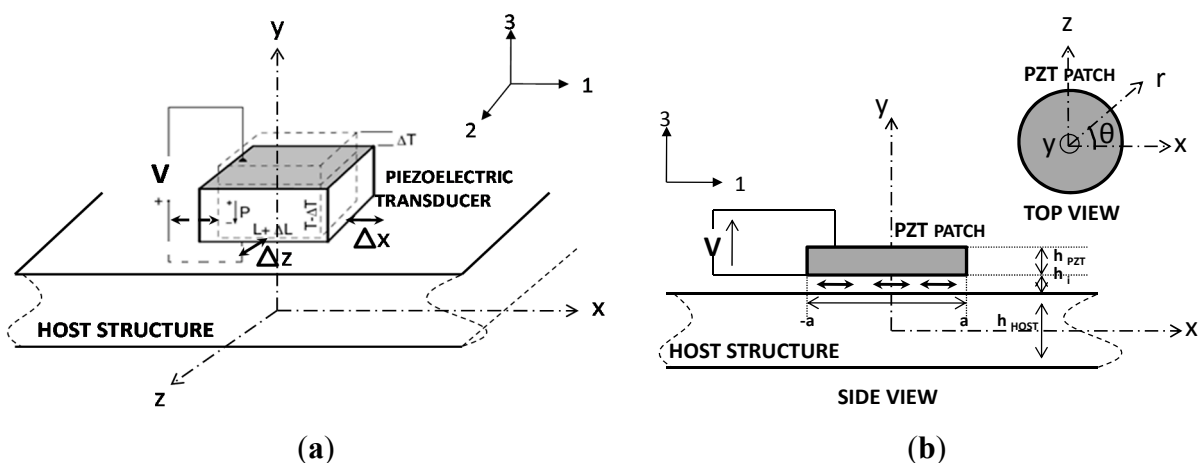 3
1
2
y
ΔT
V
+
PIEZOELECTRIC
TRANSDUCER
+
P
T-ΔT
L+ ΔL
Δx
Δz
HOST STRUCTURE
x
z
(a)
z
PZT PATCH
r
θ
y
x
TOP VIEW
3
1
y
V
PZT PATCH
h PZT
h i
-a
a
h HOST
x
HOST STRUCTURE
SIDE VIEW
(b)